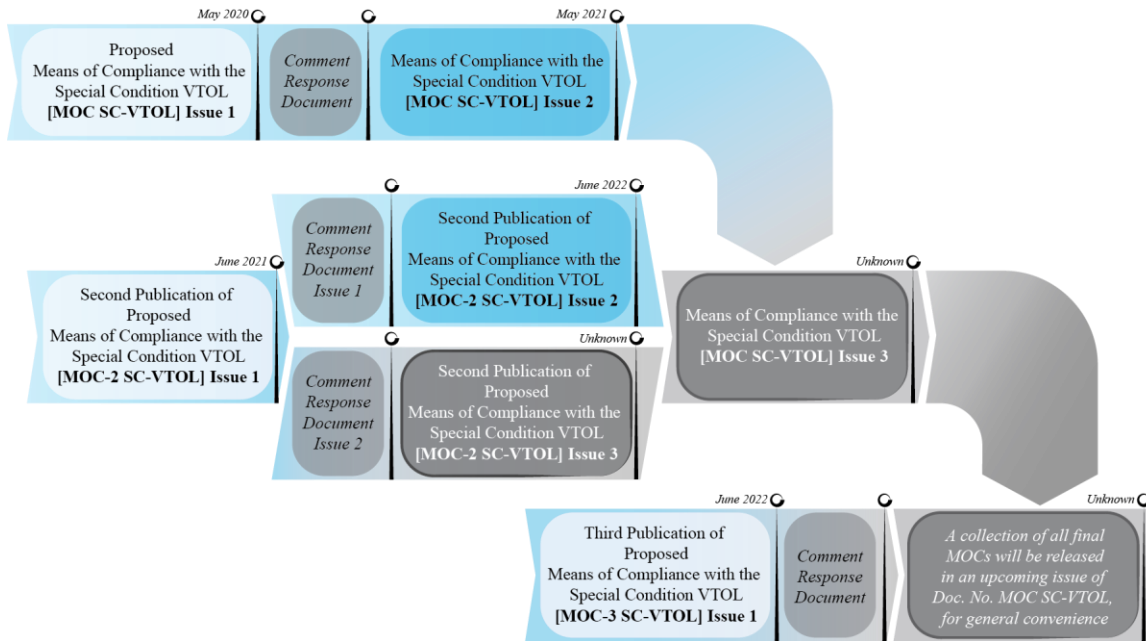 May 2020
Proposed
Means of Compliance with the
Special Condition VTOL
[MOC SC-VTOL] Issue 1
Comment
Response
Document
May 2021
Means of Compliance with the
Special Condition VTOL
[MOC SC-VTOL] Issue 2
June 2021
Second Publication of
Proposed
Means of Compliance with the
Special Condition VTOL
[MOC-2 SC-VTOL] Issue 1
Comment
Response
Document
Issue 1
June 2022
Second Publication of
Proposed
Means of Compliance with the
Special Condition VTOL
[MOC-2 SC-VTOL] Issue 2
Comment
Response
Document
Issue 2
Unknown
Second Publication of
Proposed
Means of Compliance with the
Special Condition VTOL
[MOC-2 SC-VTOL] Issue 3
Unknown
Means of Compliance with the
Special Condition VTOL
[MOC SC-VTOL] Issue 3
June 2022
Third Publication of
Proposed
Means of Compliance with the
Special Condition VTOL
[MOC-3 SC-VTOL] Issue 1
Comment
Response
Document
Unknown
A collection of all final
MOCs will be released
in an upcoming issue of
Doc. No. MOC SC-VTOL,
for general convenience